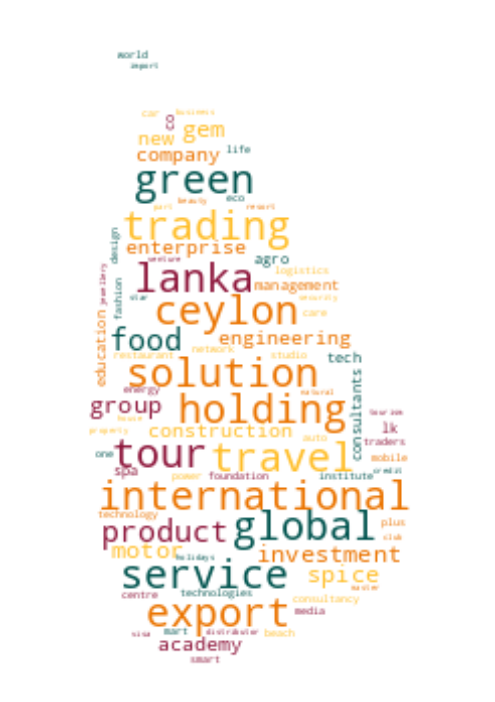 world
import
car business
8
new gem
company life
green
eco
beauty
part resort
trading
design
enterprise
venture agro
jewellery
lanka logistics
management
fashion
star security
ceylon care
food engineering
education
network
restaurant studio tech
solution
energy natural
consultants
group holding
tourism
house
property construction lk
auto traders
one tour travel mobile
spa credit
power foundation institute
international
technology
product global plus
club
motor investment
holidays
service spice
master
centre technologies consultancy
export media
visa mart distributor beach
academy
smart